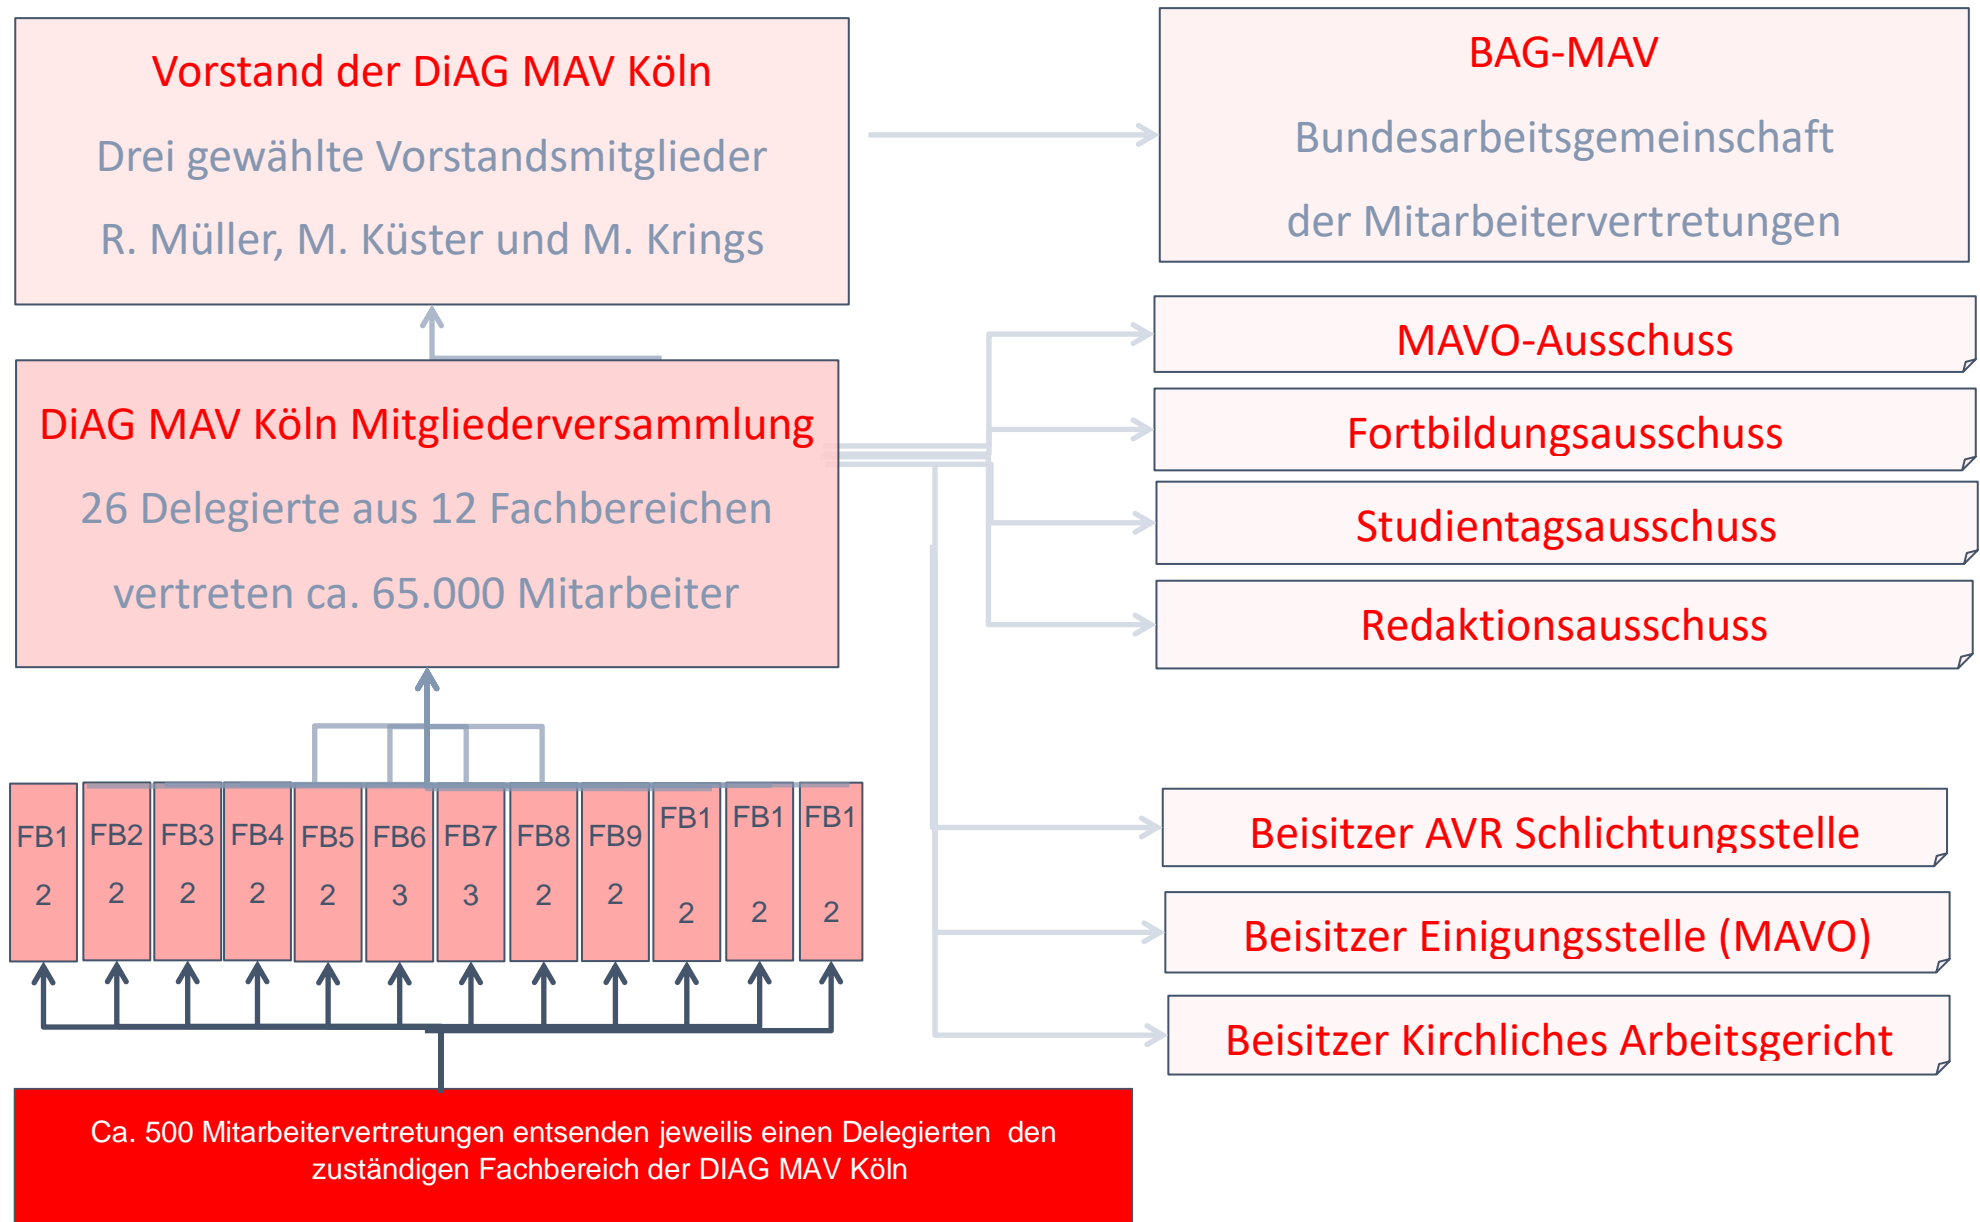 Vorstand der DiAG MAV Köln
Drei gewählte Vorstandsmitglieder
R. Müller, M. Küster und M. Krings
BAG-MAV
Bundesarbeitsgemeinschaft
der Mitarbeitervertretungen
DiAG MAV Köln Mitgliederversammlung
26 Delegierte aus 12 Fachbereichen
vertreten ca. 65.000 Mitarbeiter
MAVO-Ausschuss
Fortbildungsausschuss
Studientagsausschuss
Redaktionsausschuss
Beisitzer AVR Schlichtungsstelle
Beisitzer Einigungsstelle (MAVO)
Beisitzer Kirchliches Arbeitsgericht
FB1
2
FB2
2
FB3
2
FB4
2
FB5
2
FB6
3
FB7
3
FB8
2
FB9
2
FB1
2
FB1
2
FB1
2
Ca. 500 Mitarbeitervertretungen entsenden jeweilis einen Delegierten den
zuständigen Fachbereich der DIAG MAV Köln